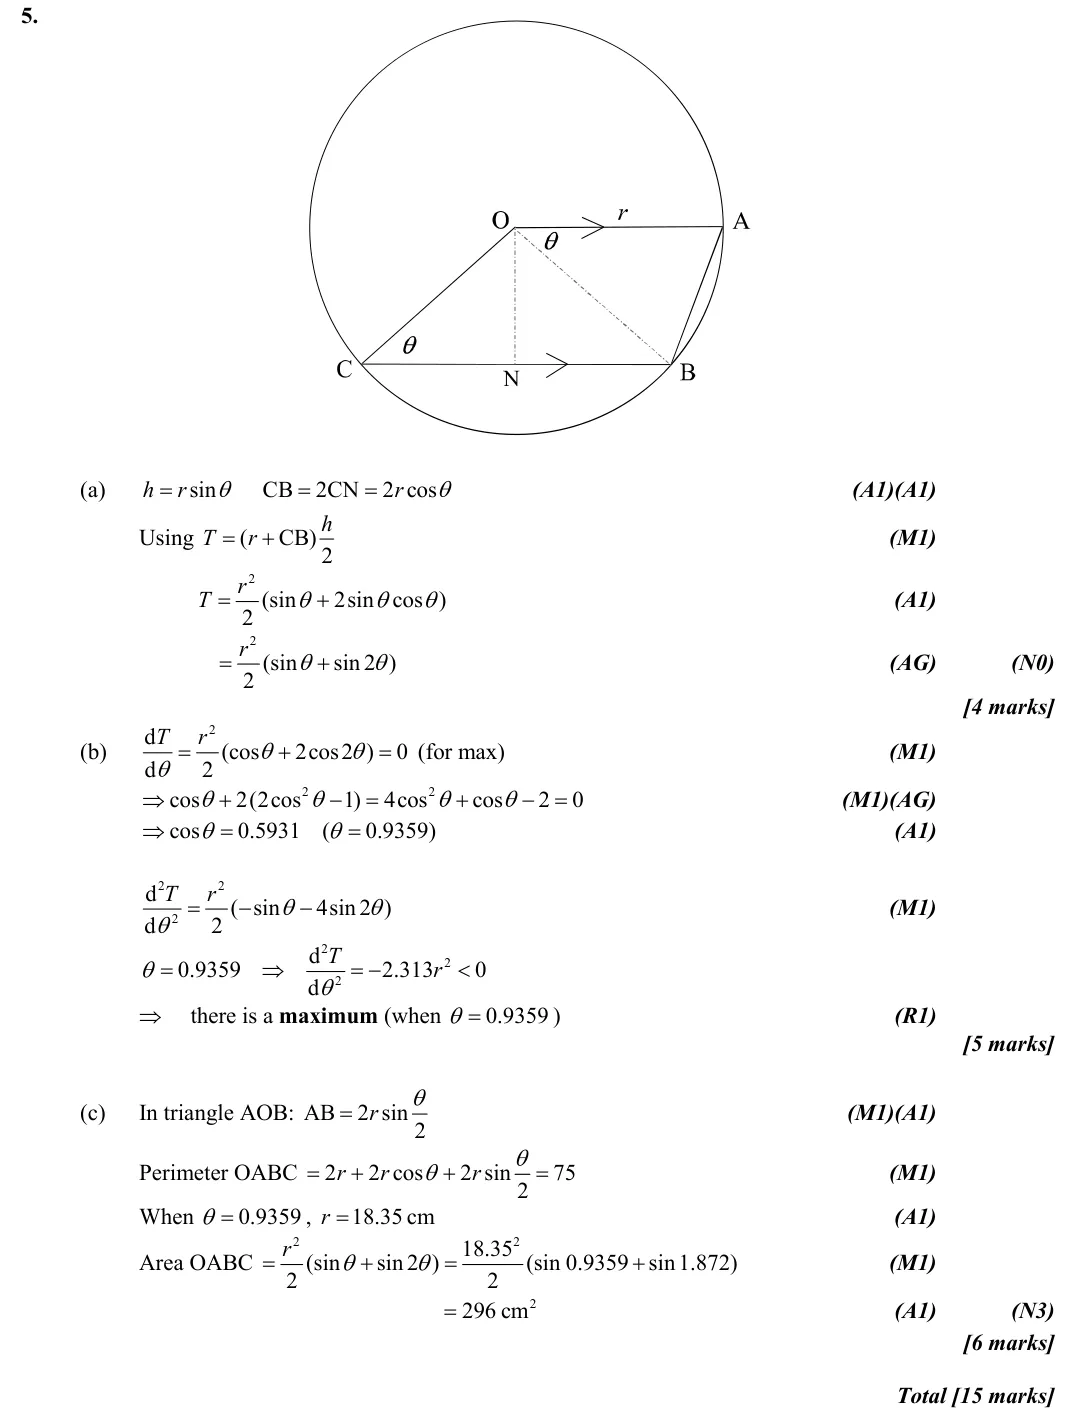 5.
O r A
θ
θ
C N B
(a) h = r sin θ CB = 2CN = 2r cos θ (A1)(A1)
Using T = (r + CB) h/2 (M1)
T = r²/2 (sin θ + 2 sin θ cos θ) (A1)
= r²/2 (sin θ + sin 2θ) (AG) (N0)
[4 marks]
(b) dT/dθ = r²/2 (cos θ + 2 cos 2θ) = 0 (for max) (M1)
⇒ cos θ + 2(2 cos² θ − 1) = 4 cos² θ + cos θ − 2 = 0 (M1)(AG)
⇒ cos θ = 0.5931 (θ = 0.9359) (A1)
d²T/dθ² = r²/2 (− sin θ − 4 sin 2θ) (M1)
θ = 0.9359 ⇒ d²T/dθ² = −2.313r² < 0
⇒ there is a maximum (when θ = 0.9359 ) (R1)
[5 marks]
(c) In triangle AOB: AB = 2r sin θ/2 (M1)(A1)
Perimeter OABC = 2r + 2r cos θ + 2r sin θ/2 = 75 (M1)
When θ = 0.9359 , r = 18.35 cm (A1)
Area OABC = r²/2 (sin θ + sin 2θ) = 18.35²/2 (sin 0.9359 + sin 1.872) (M1)
= 296 cm² (A1) (N3)
[6 marks]
Total [15 marks]